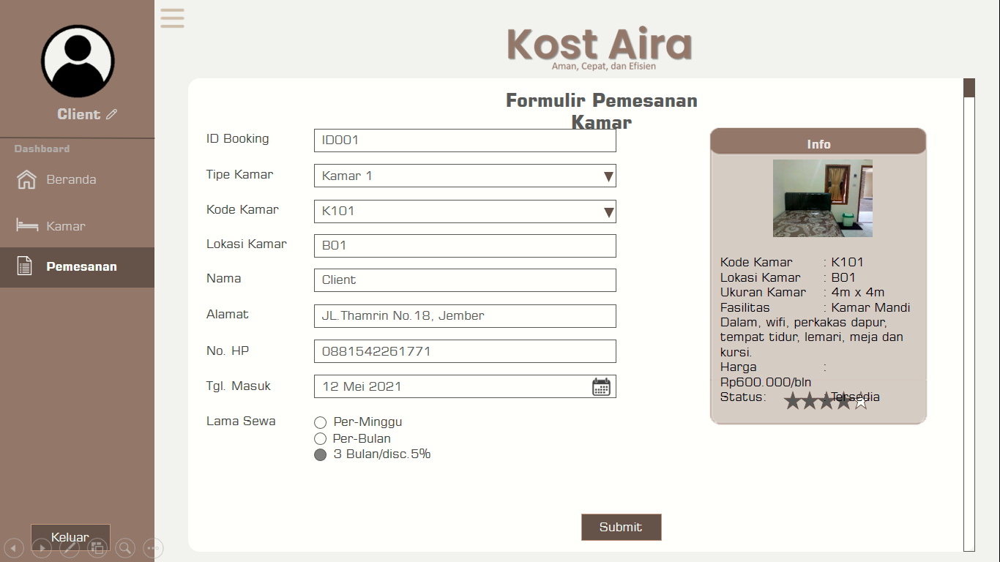 Kost Aira
Aman, Cepat, dan Efisien
Client
Dashboard
Beranda
Kamar
Pemesanan
Keluar
Formulir Pemesanan
Kamar
ID Booking ID001
Tipe Kamar Kamar 1
Kode Kamar K101
Lokasi Kamar B01
Nama Client
Alamat JL.Thamrin No.18, Jember
No. HP 0881542261771
Tgl. Masuk 12 Mei 2021
Lama Sewa Per-Minggu
Per-Bulan
3 Bulan/disc.5%
Submit
Info
Kode Kamar : K101
Lokasi Kamar : B01
Ukuran Kamar : 4m x 4m
Fasilitas : Kamar Mandi
Dalam, wifi, perkakas dapur,
tempat tidur, lemari, meja dan
kursi.
Harga :
Rp600.000/bln
Status: : Tersedia